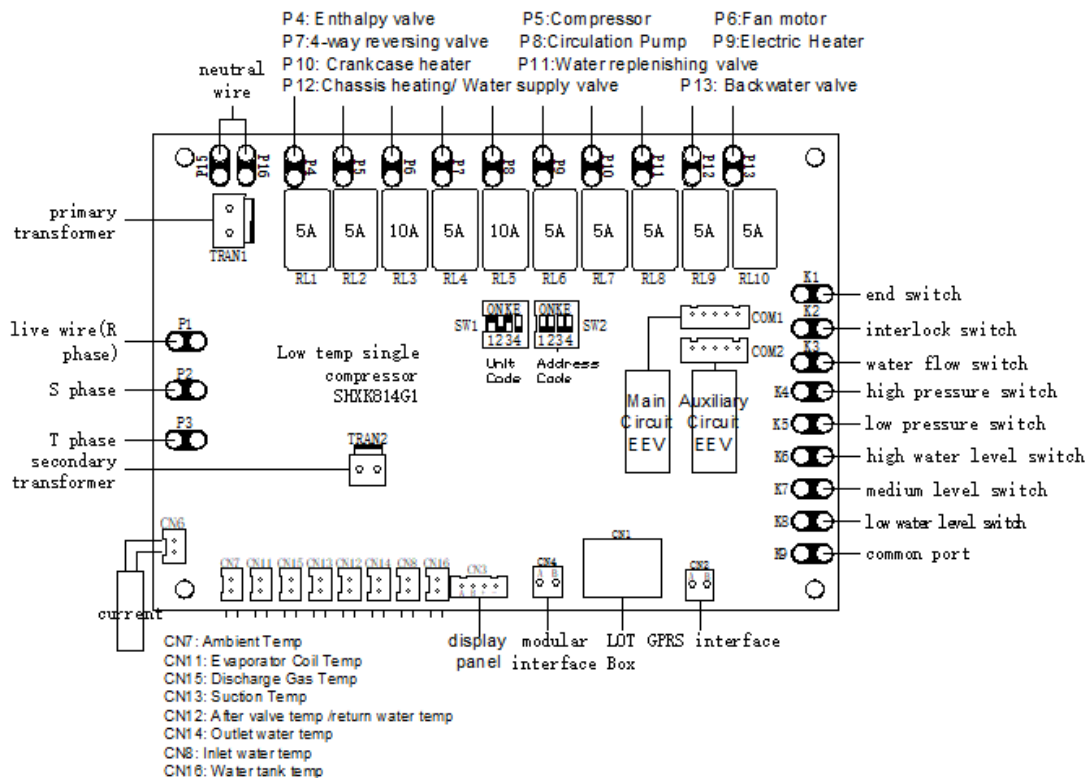 P4: Enthalpy valve P5:Compressor P6:Fan motor
P7:4-way reversing valve P8:Circulation Pump P9:Electric Heater
P10: Crankcase heater P11:Water replenishing valve
P12:Chassis heating/ Water supply valve P13: Backwater valve
neutral
wire
P15 P16 P4 P5 P6 P7 P8 P9 P10 P11 P12 P13
primary
transformer
TRAN1
5A 5A 10A 5A 10A 5A 5A 5A 5A 5A
RL1 RL2 RL3 RL4 RL5 RL6 RL7 RL8 RL9 RL10
K1
end switch
K2
interlock switch
K3
water flow switch
K4 high pressure switch
K5 low pressure switch
K6 high water level switch
K7 medium level switch
K8 low water level switch
K9 common port
SW1 ONKE 1234
ONKE 1234 SW2
Unit
Code
Address
Code
COM1
COM2
Main
Circuit
EEV
Auxiliary
Circuit
EEV
live wire(R
phase)
P1
S phase
P2
T phase
P3
Low temp single
compressor
SHXK814G1
secondary
transformer
TRAN2
CN6
current
CN7 CN11 CN15 CN13 CN12 CN14 CN8 CN16 CN3
A B + -
CN4
A B
CN1
CN2
A B
display
panel
modular
interface
LOT
Box
GPRS interface
CN7: Ambient Temp
CN11: Evaporator Coil Temp
CN15: Discharge Gas Temp
CN13: Suction Temp
CN12: After valve temp /return water temp
CN14: Outlet water temp
CN8: Inlet water temp
CN16: Water tank temp